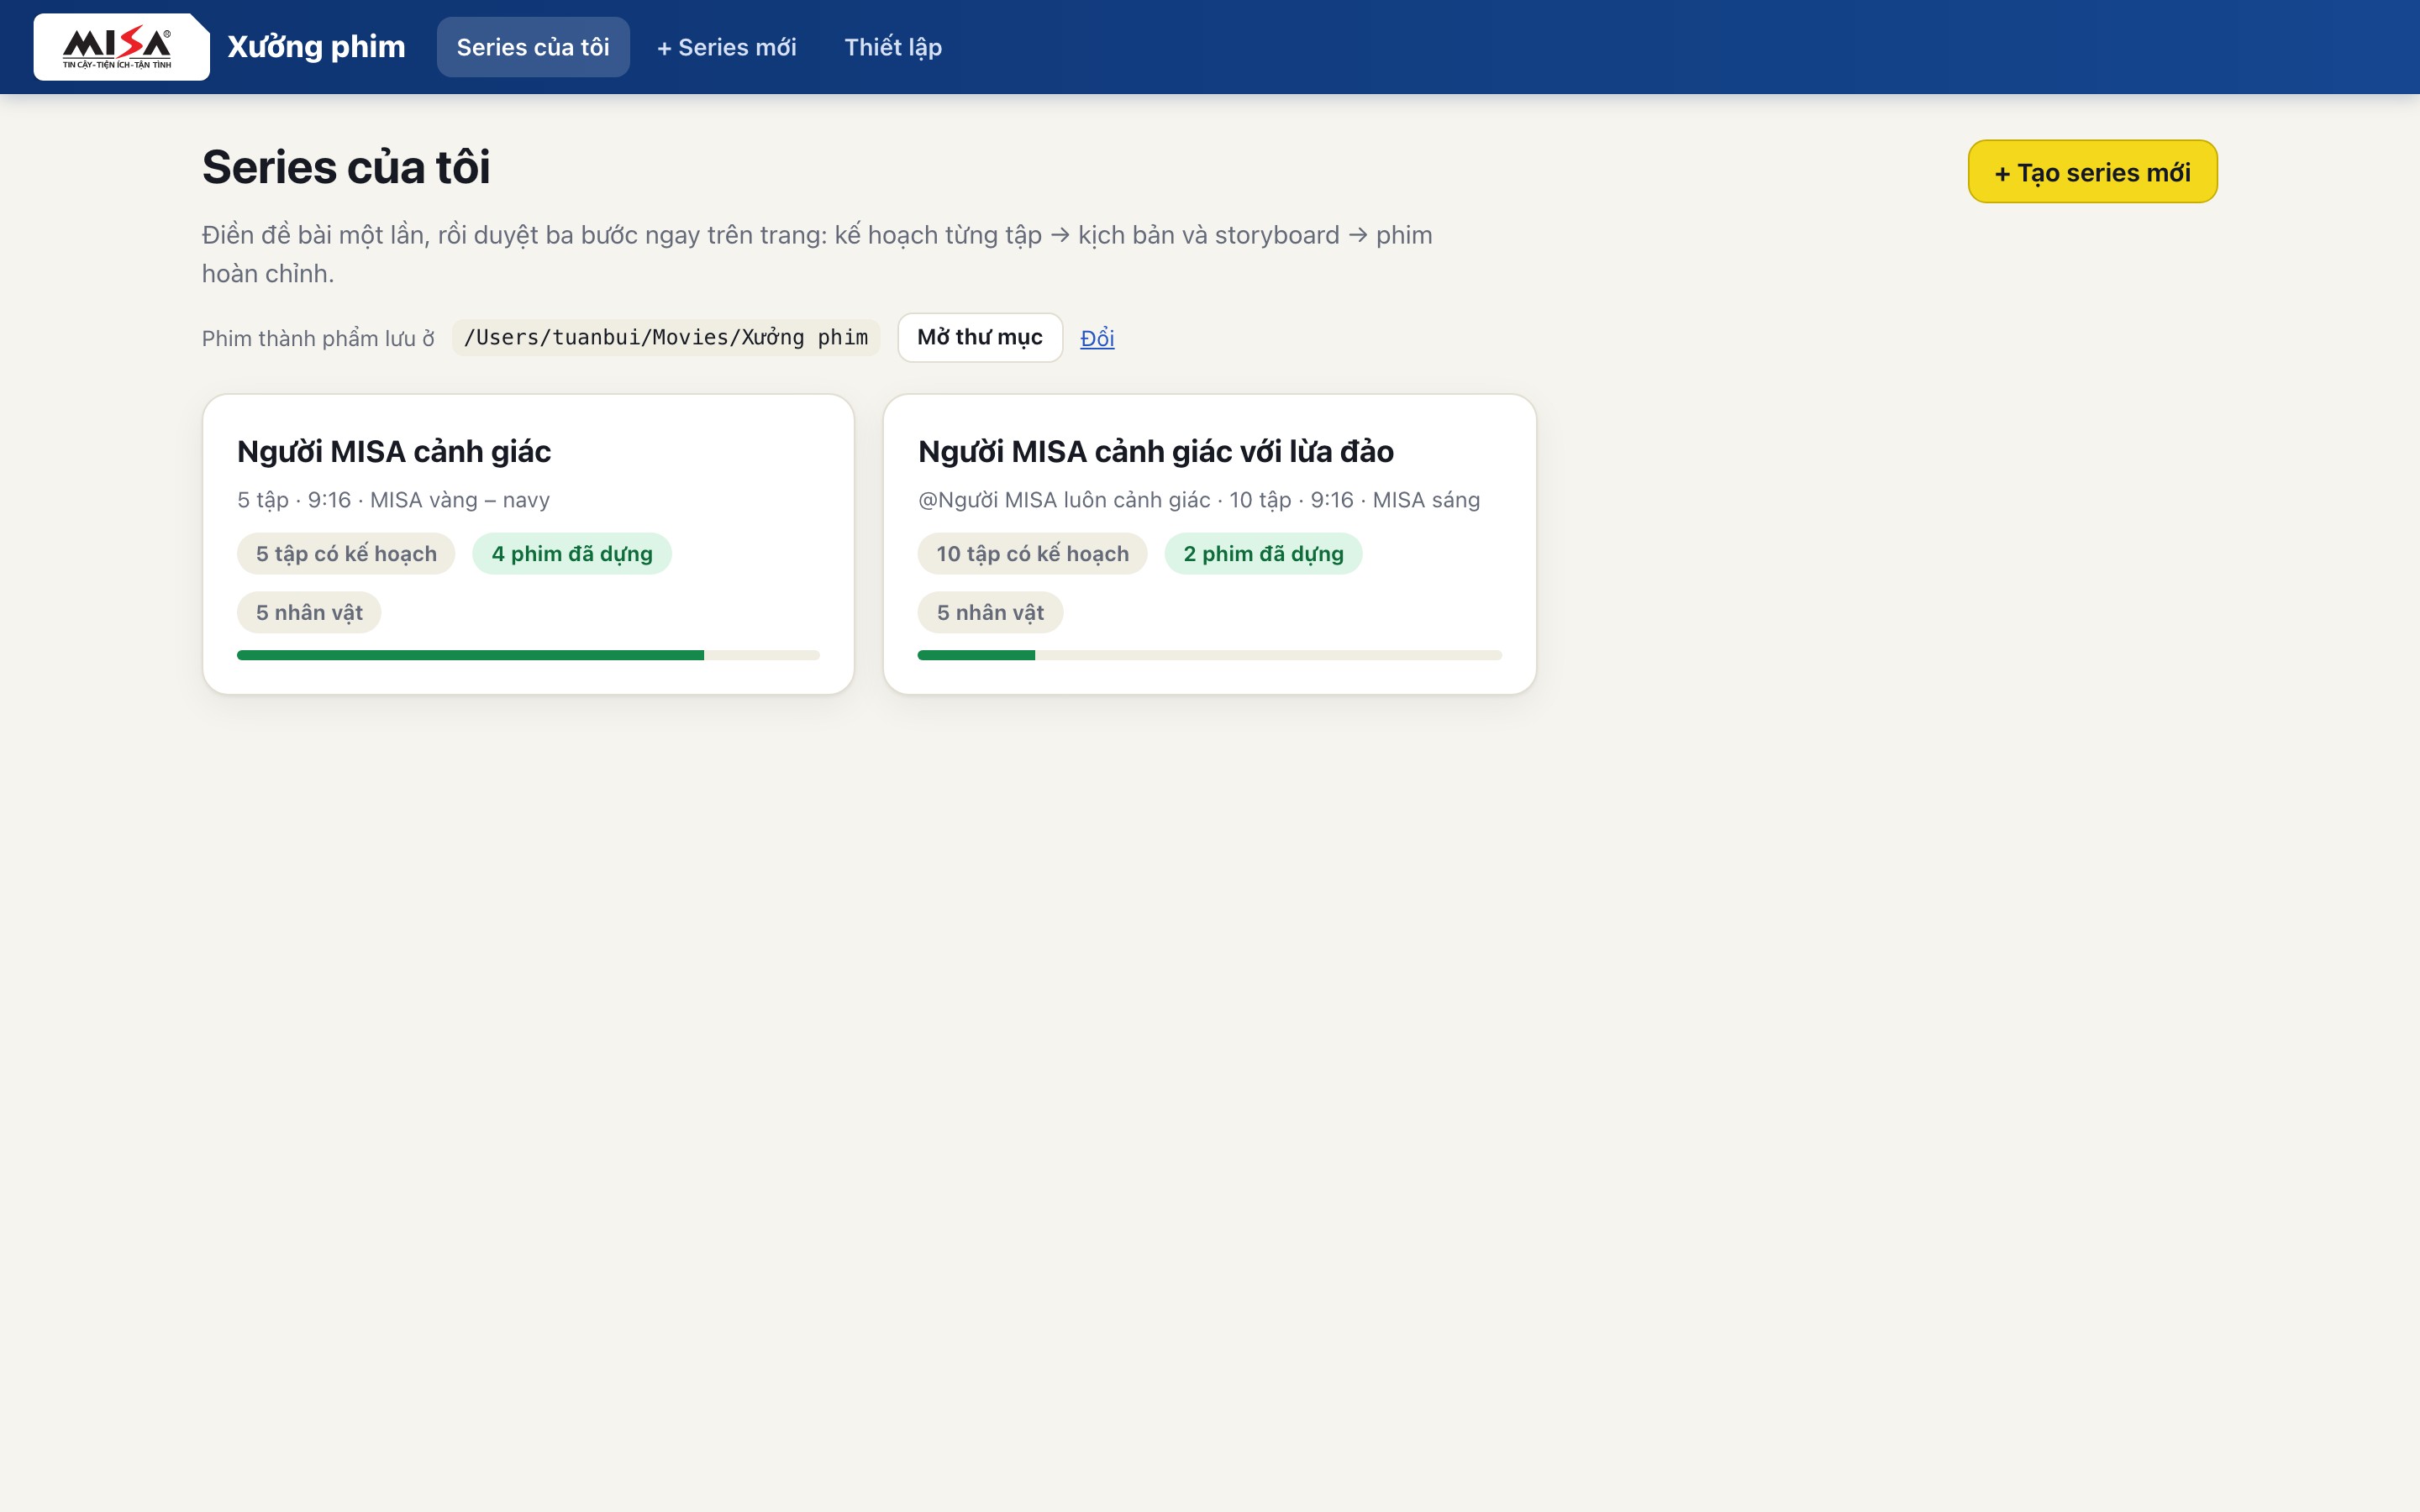 MISA®
TIN CẬY-TIỆN ÍCH-TẬN TÌNH
Xưởng phim
Series của tôi
+ Series mới
Thiết lập
Series của tôi
+ Tạo series mới
Điền đề bài một lần, rồi duyệt ba bước ngay trên trang: kế hoạch từng tập → kịch bản và storyboard → phim
hoàn chỉnh.
Phim thành phẩm lưu ở /Users/tuanbui/Movies/Xưởng phim Mở thư mục Đổi
Người MISA cảnh giác
5 tập · 9:16 · MISA vàng – navy
5 tập có kế hoạch
4 phim đã dựng
5 nhân vật
Người MISA cảnh giác với lừa đảo
@Người MISA luôn cảnh giác · 10 tập · 9:16 · MISA sáng
10 tập có kế hoạch
2 phim đã dựng
5 nhân vật